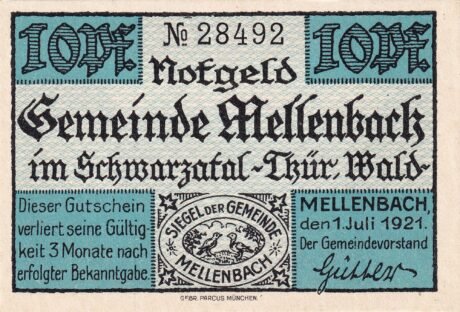 10Pf. № 28492 10Pf.
Notgeld
Gemeinde Mellenbach
im Schwarzatal-Thür. Wald-
Dieser Gutschein
verliert seine Gültig
keit 3 Monate nach
erfolgter Bekanntgabe.
SIEGEL DER GEMEINDE
MELLENBACH
MELLENBACH,
den 1. Juli 1921.
Der Gemeindevorstand
GEBR. PARCUS MÜNCHEN.